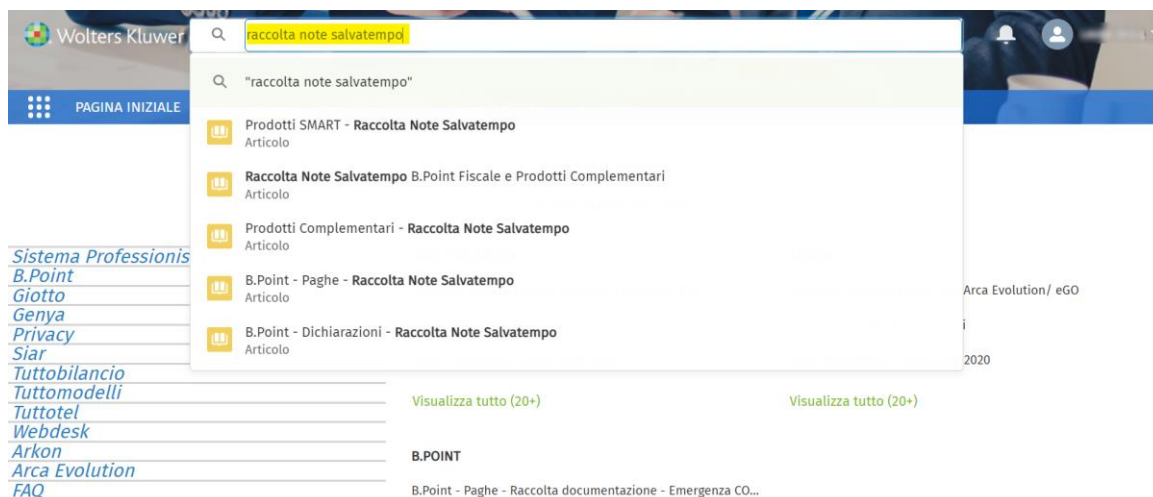 Wolters Kluwer
raccolta note salvatempo
"raccolta note salvatempo"
PAGINA INIZIALE
Prodotti SMART - Raccolta Note Salvatempo
Articolo
Raccolta Note Salvatempo B.Point Fiscale e Prodotti Complementari
Articolo
Prodotti Complementari - Raccolta Note Salvatempo
Articolo
B.Point - Paghe - Raccolta Note Salvatempo
Articolo
B.Point - Dichiarazioni - Raccolta Note Salvatempo
Articolo
Sistema Professionis
B.Point
Giotto
Genya
Privacy
Siar
Tuttobilancio
Tuttomodelli
Tuttotel
Webdesk
Arkon
Arca Evolution
FAQ
Arca Evolution/ eGO
i
2020
Visualizza tutto (20+)
Visualizza tutto (20+)
B.POINT
B.Point - Paghe - Raccolta documentazione - Emergenza CO...